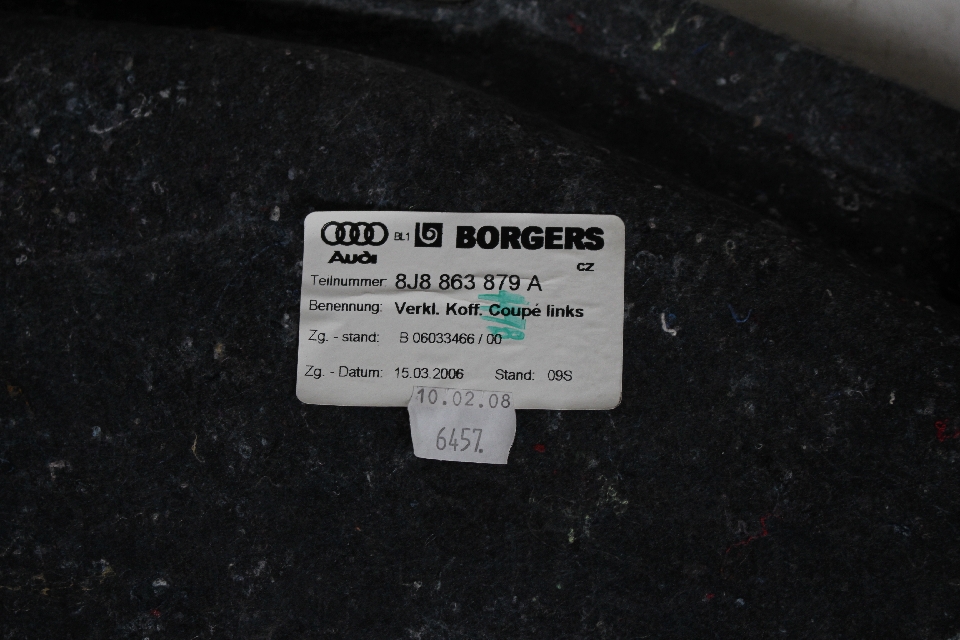 BL1 BORGERS
Audi
CZ
Teilnummer 8J8 863 879 A
Benennung: Verkl. Koff. Coupé links
Zg. - stand: B 06033466 / 00
Zg. - Datum: 15.03.2006 Stand: 09S
10.02.08
6457.